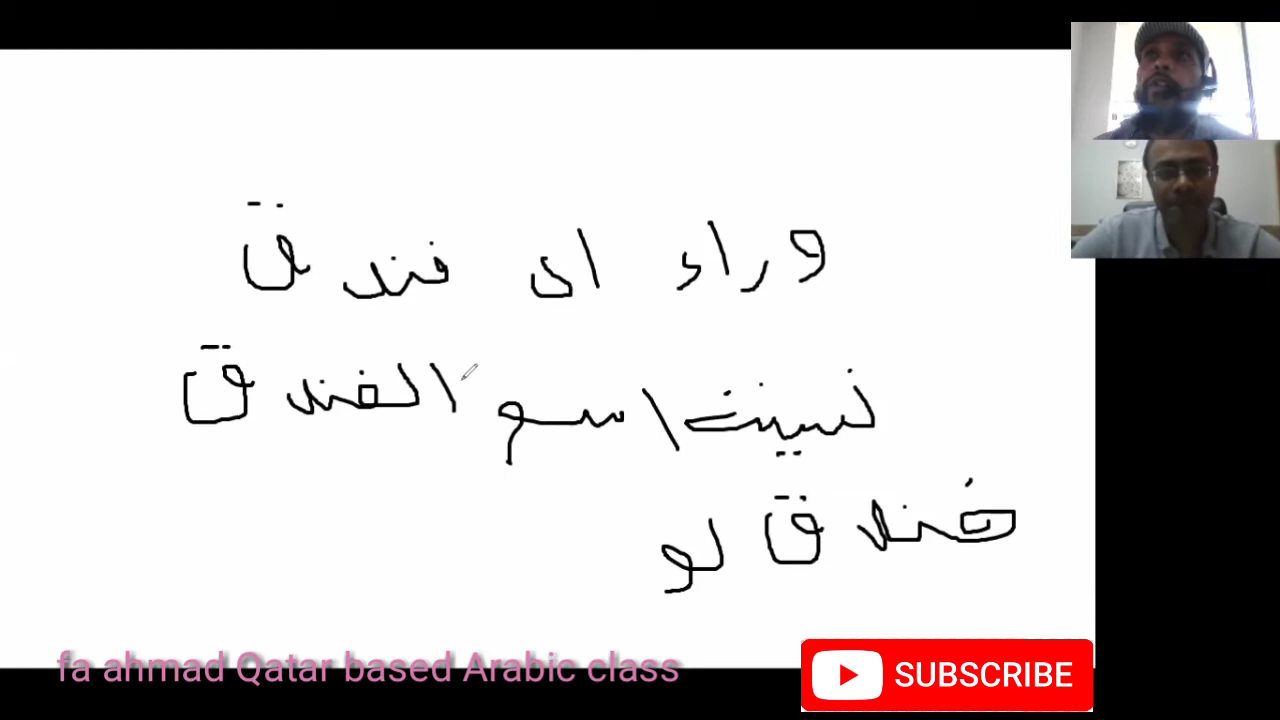 وراء اى فندق
نسيت اسم الفندق
فندق لو
fa ahmad Qatar based Arabic class
SUBSCRIBE